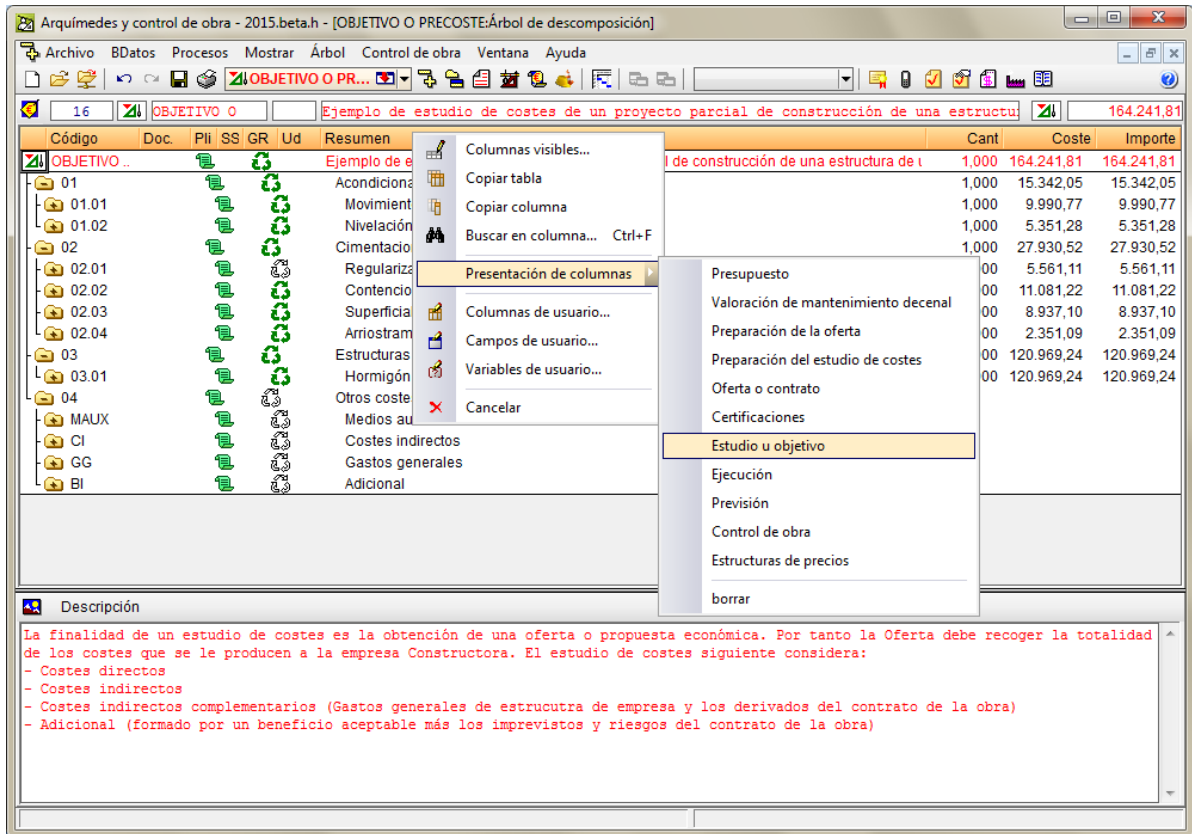 Arquímedes y control de obra - 2015.beta.h - [OBJETIVO O PRECOSTE:Árbol de descomposición]
Archivo BDatos Procesos Mostrar Árbol Control de obra Ventana Ayuda
OBJETIVO O PR...
16 OBJETIVO O Ejemplo de estudio de costes de un proyecto parcial de construcción de una estructu 164.241,81
Código Doc. Pli SS GR Ud Resumen Cant Coste Importe
OBJETIVO .. Ejemplo de e l de construcción de una estructura de u 1,000 164.241,81 164.241,81
01 Acondiciona 1,000 15.342,05 15.342,05
01.01 Movimient 1,000 9.990,77 9.990,77
01.02 Nivelación 1,000 5.351,28 5.351,28
02 Cimentacio 1,000 27.930,52 27.930,52
02.01 Regulariza 000 5.561,11 5.561,11
02.02 Contencio 000 11.081,22 11.081,22
02.03 Superficia 000 8.937,10 8.937,10
02.04 Arriostram 000 2.351,09 2.351,09
03 Estructuras 000 120.969,24 120.969,24
03.01 Hormigón 000 120.969,24 120.969,24
04 Otros coste
MAUX Medios au
CI Costes indirectos
GG Gastos generales
BI Adicional
Columnas visibles...
Copiar tabla
Copiar columna
Buscar en columna... Ctrl+F
Presentación de columnas
Columnas de usuario...
Campos de usuario...
Variables de usuario...
Cancelar
Presupuesto
Valoración de mantenimiento decenal
Preparación de la oferta
Preparación del estudio de costes
Oferta o contrato
Certificaciones
Estudio u objetivo
Ejecución
Previsión
Control de obra
Estructuras de precios
borrar
Descripción
La finalidad de un estudio de costes es la obtención de una oferta o propuesta económica. Por tanto la Oferta debe recoger la totalidad
de los costes que se le producen a la empresa Constructora. El estudio de costes siguiente considera:
- Costes directos
- Costes indirectos
- Costes indirectos complementarios (Gastos generales de estrucutra de empresa y los derivados del contrato de la obra)
- Adicional (formado por un beneficio aceptable más los imprevistos y riesgos del contrato de la obra)